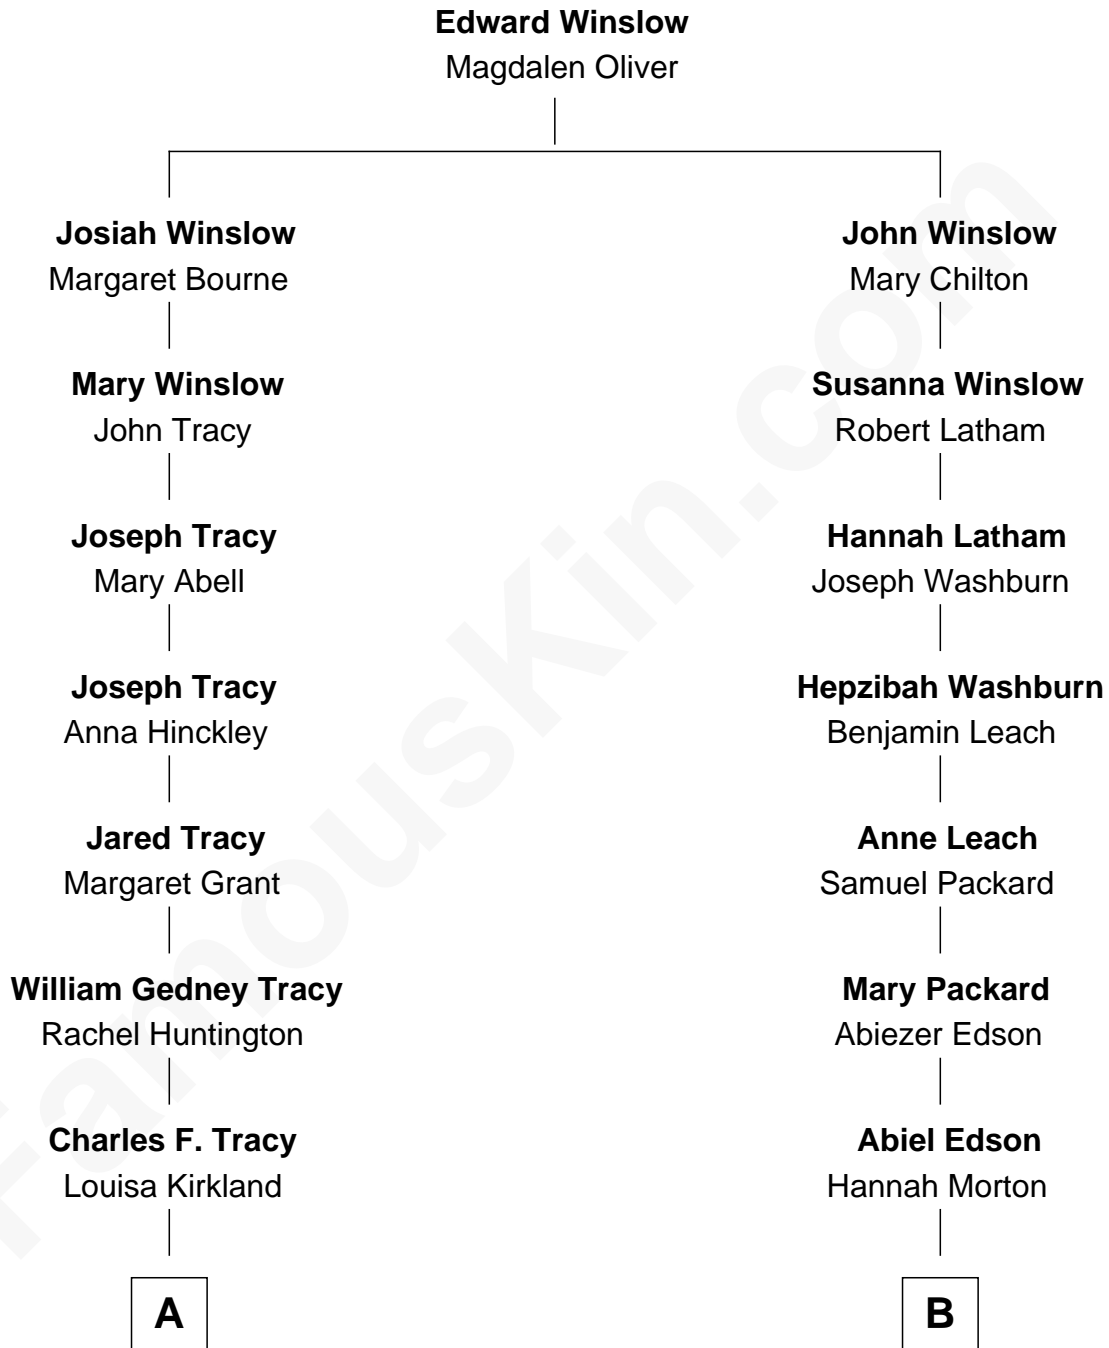 Edward Winslow
Magdalen Oliver
Josiah Winslow
Margaret Bourne
John Winslow
Mary Chilton
Mary Winslow
John Tracy
Susanna Winslow
Robert Latham
Joseph Tracy
Mary Abell
Hannah Latham
Joseph Washburn
Joseph Tracy
Anna Hinckley
Hepzibah Washburn
Benjamin Leach
Jared Tracy
Margaret Grant
Anne Leach
Samuel Packard
William Gedney Tracy
Rachel Huntington
Mary Packard
Abiezer Edson
Charles F. Tracy
Louisa Kirkland
Abiel Edson
Hannah Morton
A
B
FamousKin.com